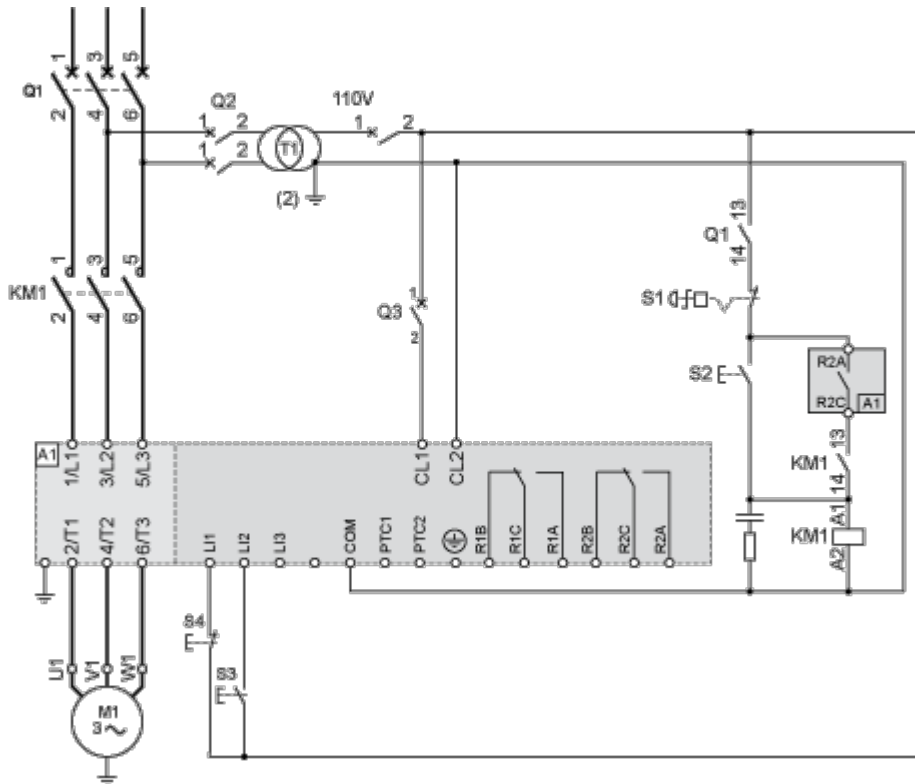 1 3 5
Q1
2 4 6
Q2
1 2
1 2
T1
(2)
110V
1 2
13
Q1
14
1 3 5
KM1
2 4 6
1
Q3
2
S1
S2
R2A
R2C A1
13
KM1
14
A1
KM1
A2
A1
1/L1 3/L2 5/L3 CL1 CL2
2/T1 4/T2 6/T3 LI1 LI2 LI3 COM PTC1 PTC2 R1B R1C R1A R2B R2C R2A
S4
S3
U1 V1 W1
M1
3